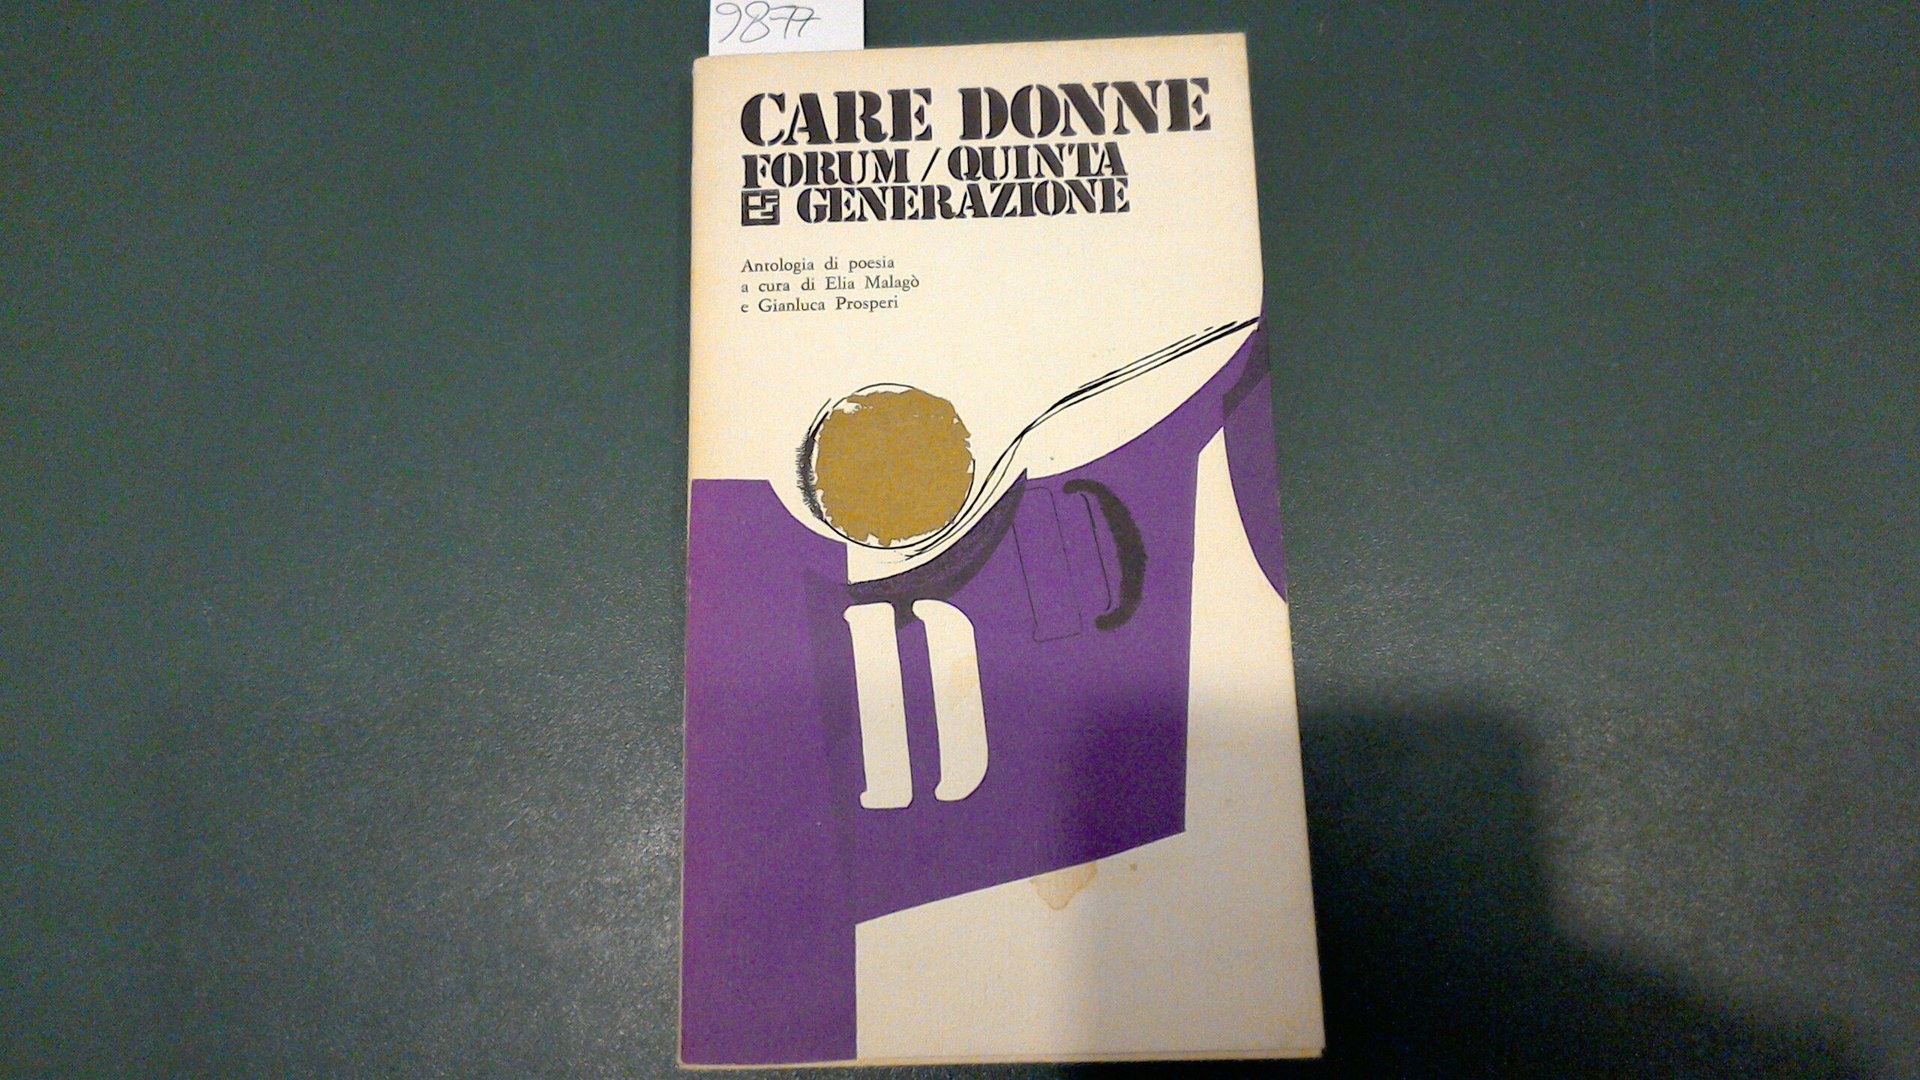 9877
CARE DONNE
FORUM / QUINTA
GENERAZIONE
Antologia di poesia
a cura di Elia Malagò
e Gianluca Prosperi
D D